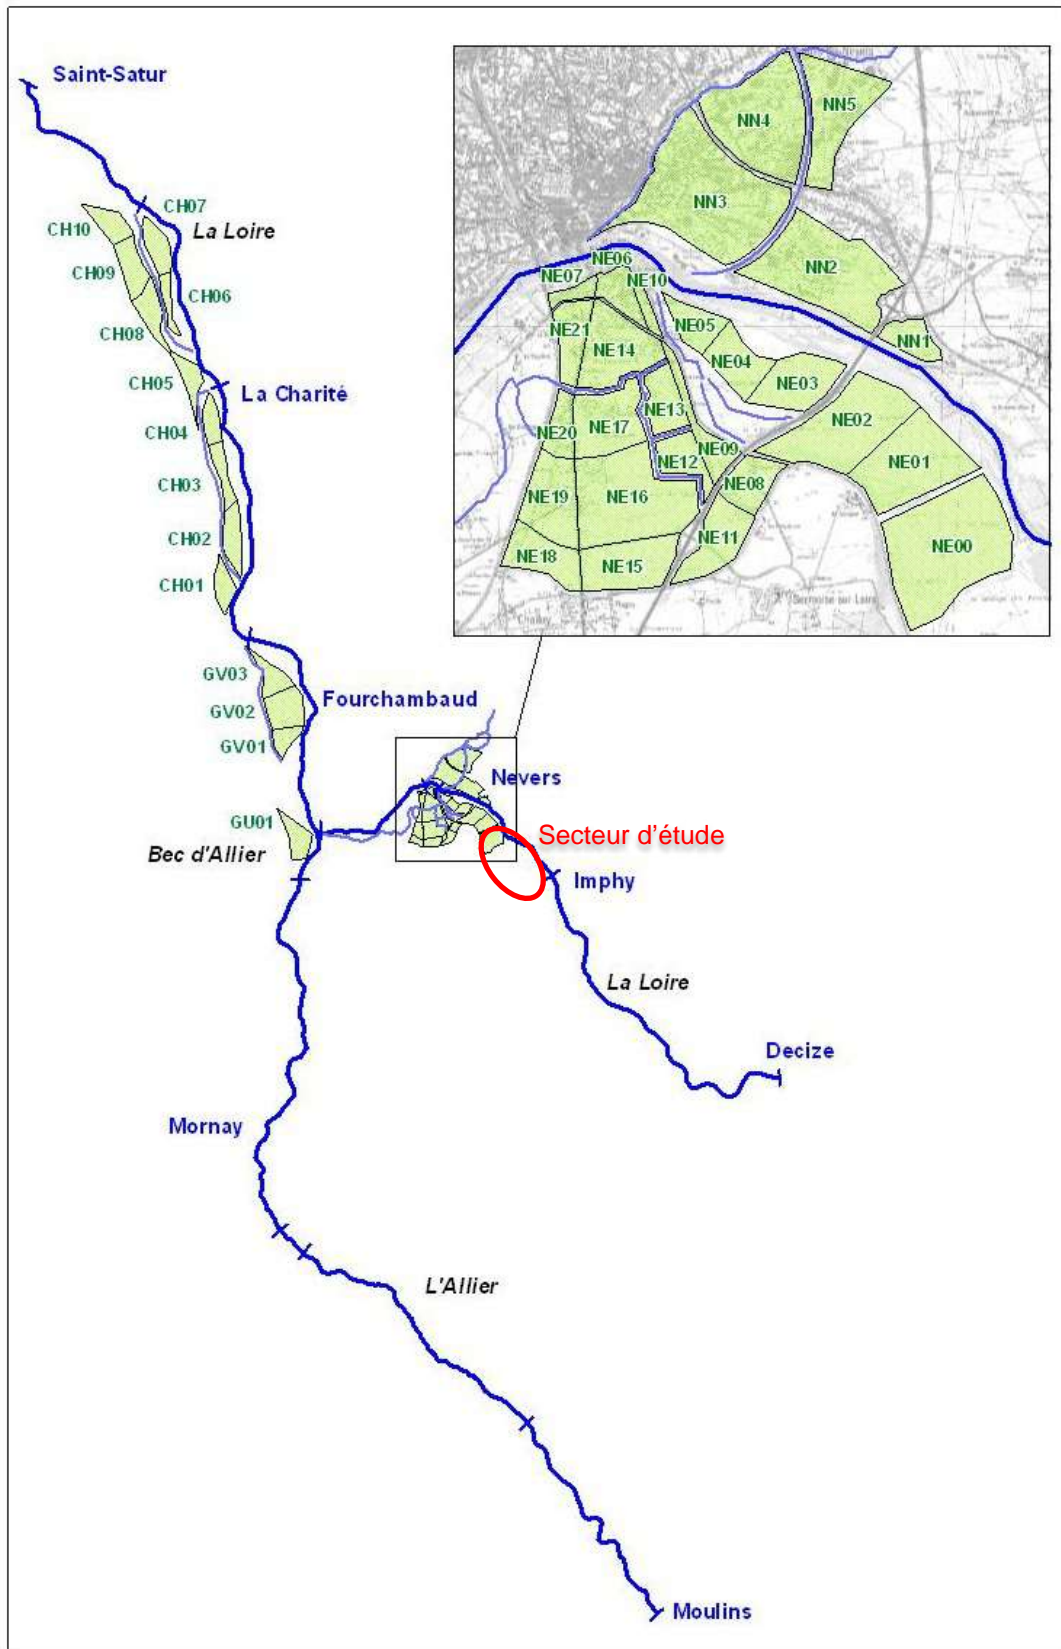 Saint-Satur
CH07
CH10
La Loire
CH09
CH06
CH08
CH05
La Charité
CH04
CH03
CH02
CH01
GV03
Fourchambaud
GV02
GV01
Nevers
GU01
Secteur d'étude
Bec d'Allier
Imphy
La Loire
Decize
Mornay
L'Allier
Moulins
NN5
NN4
NN3
NN2
NE06
NE07
NE10
NE05
NN1
NE21
NE14
NE04
NE03
NE13
NE02
NE20
NE17
NE09
NE12
NE01
NE08
NE19
NE16
NE11
NE00
NE18
NE15